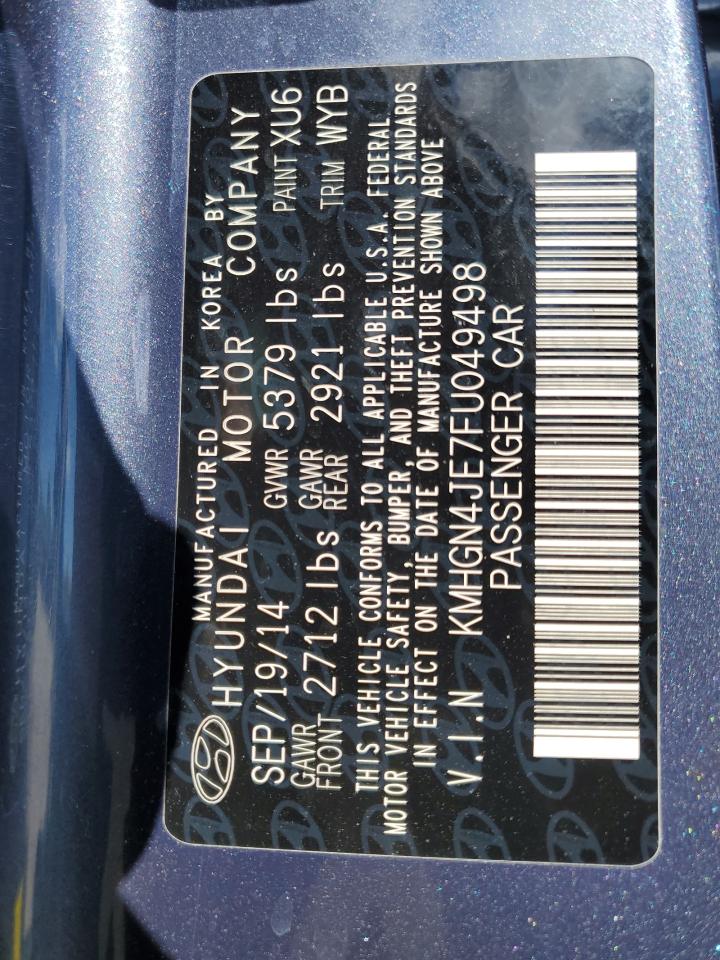 MANUFACTURED IN KOREA BY
HYUNDAI MOTOR COMPANY
SEP/19/14 GVWR 5379 lbs PAINT XU6
GAWR FRONT 2712 lbs GAWR REAR 2921 lbs TRIM WYB
THIS VEHICLE CONFORMS TO ALL APPLICABLE U.S.A. FEDERAL
MOTOR VEHICLE SAFETY, BUMPER, AND THEFT PREVENTION STANDARDS
IN EFFECT ON THE DATE OF MANUFACTURE SHOWN ABOVE
V.I.N KMHGN4JE7FU049498
PASSENGER CAR